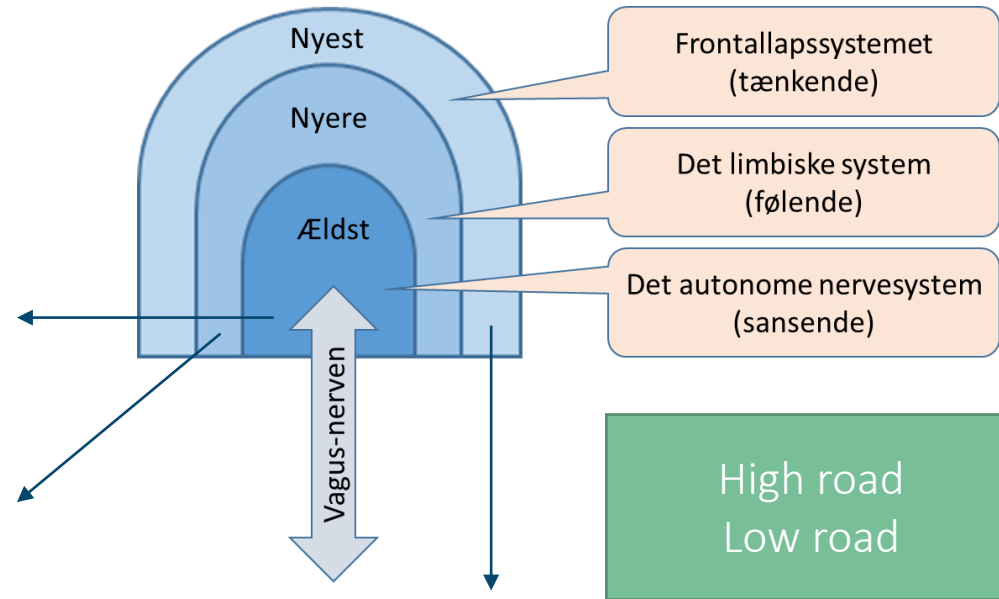 Nyest
Nyere
Ældst
Vagus-nerven
Frontallapssystemet
(tænkende)
Det limbiske system
(følende)
Det autonome nervesystem
(sansende)
High road
Low road